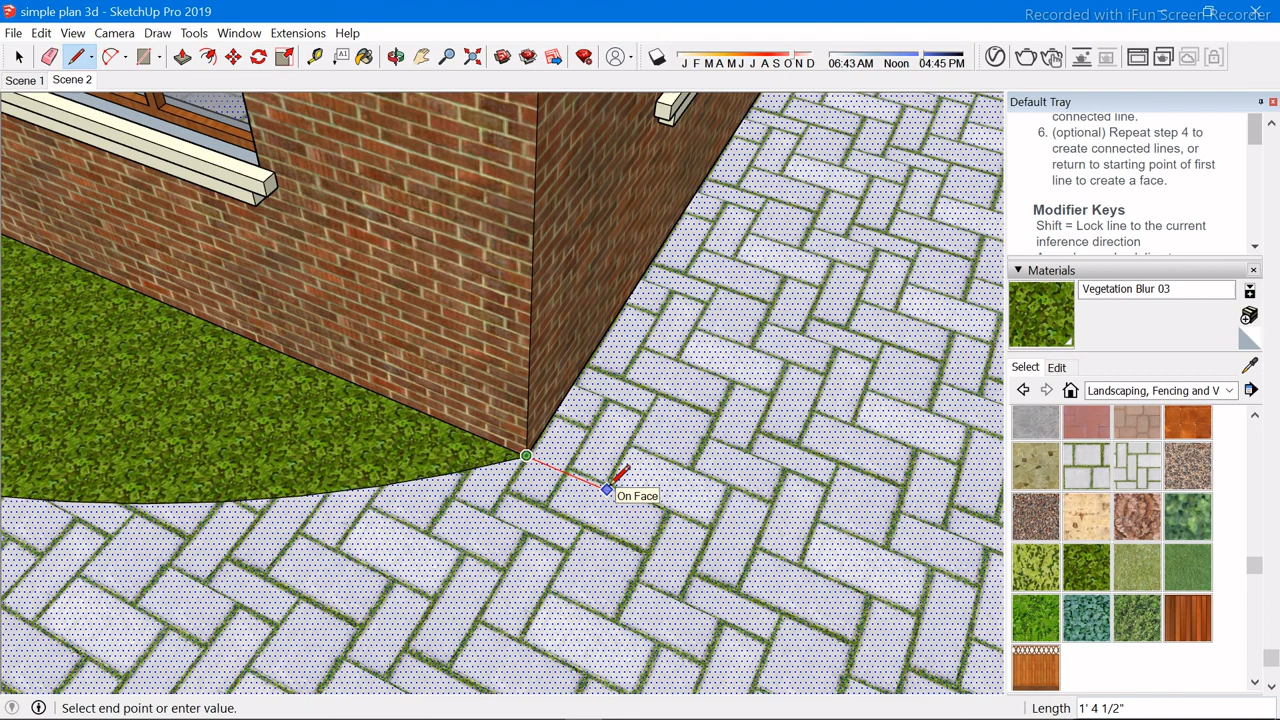 simple plan 3d - SketchUp Pro 2019
Recorded with iFun Screen Recorder
File Edit View Camera Draw Tools Window Extensions Help
J F M A M J J A S O N D
06:43 AM Noon 04:45 PM
Scene 1 Scene 2
Default Tray
connected line.
6. (optional) Repeat step 4 to
create connected lines, or
return to starting point of first
line to create a face.
Modifier Keys
Shift = Lock line to the current
inference direction
Materials
Vegetation Blur 03
Select Edit
Landscaping, Fencing and V
On Face
Select end point or enter value.
Length 1' 4 1/2"